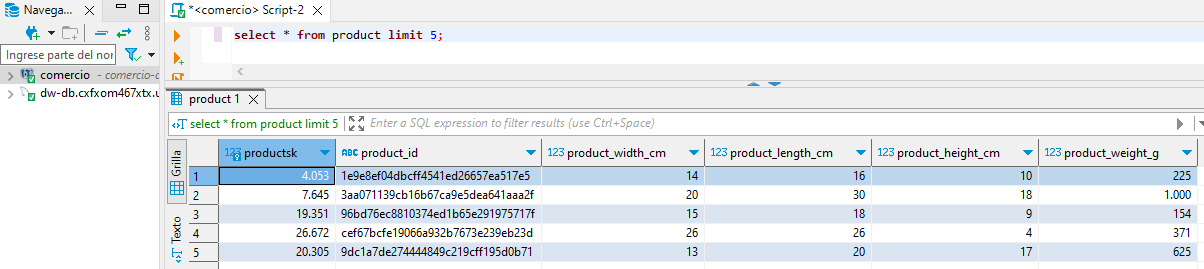 Navega...
*<comercio> Script-2
select * from product limit 5;
Ingrese parte del nor
comercio - comercio-c
dw-db.cxfxom467xtx.u
product 1
select * from product limit 5 Enter a SQL expression to filter results (use Ctrl+Space)
Grilla
Texto
123 productsk ABC product_id 123 product_width_cm 123 product_length_cm 123 product_height_cm 123 product_weight_g
1 4.053 1e9e8ef04dbcff4541ed26657ea517e5 14 16 10 225
2 7.645 3aa071139cb16b67ca9e5dea641aaa2f 20 30 18 1.000
3 19.351 96bd76ec8810374ed1b65e291975717f 15 18 9 154
4 26.672 cef67bcfe19066a932b7673e239eb23d 26 26 4 371
5 20.305 9dc1a7de274444849c219cff195d0b71 13 20 17 625